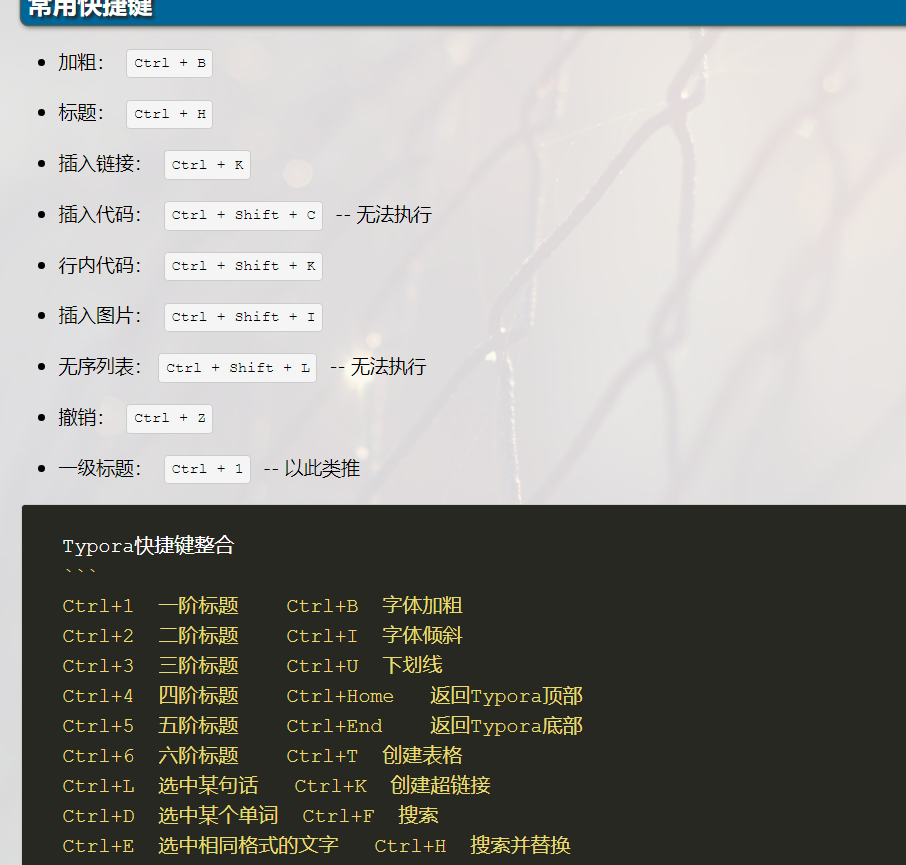 常用快捷键
加粗: Ctrl + B
标题: Ctrl + H
插入链接: Ctrl + K
插入代码: Ctrl + Shift + C -- 无法执行
行内代码: Ctrl + Shift + K
插入图片: Ctrl + Shift + I
无序列表: Ctrl + Shift + L -- 无法执行
撤销: Ctrl + Z
一级标题: Ctrl + 1 -- 以此类推
Typora快捷键整合
```
Ctrl+1 一阶标题 Ctrl+B 字体加粗
Ctrl+2 二阶标题 Ctrl+I 字体倾斜
Ctrl+3 三阶标题 Ctrl+U 下划线
Ctrl+4 四阶标题 Ctrl+Home 返回Typora顶部
Ctrl+5 五阶标题 Ctrl+End 返回Typora底部
Ctrl+6 六阶标题 Ctrl+T 创建表格
Ctrl+L 选中某句话 Ctrl+K 创建超链接
Ctrl+D 选中某个单词 Ctrl+F 搜索
Ctrl+E 选中相同格式的文字 Ctrl+H 搜索并替换